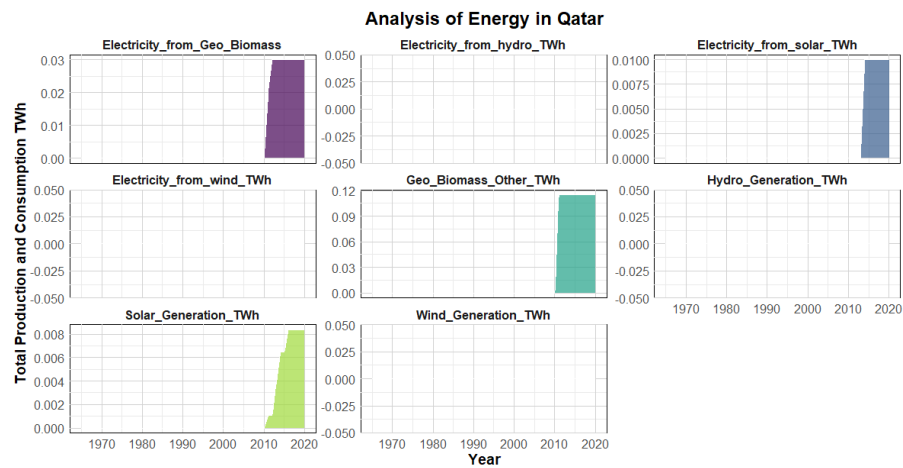 Analysis of Energy in Qatar
Total Production and Consumption TWh
Electricity_from_Geo_Biomass
0.03
0.02
0.01
0.00
Electricity_from_hydro_TWh
0.050
0.025
0.000
-0.025
-0.050
Electricity_from_solar_TWh
0.0100
0.0075
0.0050
0.0025
0.0000
Electricity_from_wind_TWh
0.050
0.025
0.000
-0.025
-0.050
Geo_Biomass_Other_TWh
0.12
0.09
0.06
0.03
0.00
Hydro_Generation_TWh
0.050
0.025
0.000
-0.025
-0.050
1970 1980 1990 2000 2010 2020
Solar_Generation_TWh
0.008
0.006
0.004
0.002
0.000
1970 1980 1990 2000 2010 2020
Wind_Generation_TWh
0.050
0.025
0.000
-0.025
-0.050
1970 1980 1990 2000 2010 2020
Year